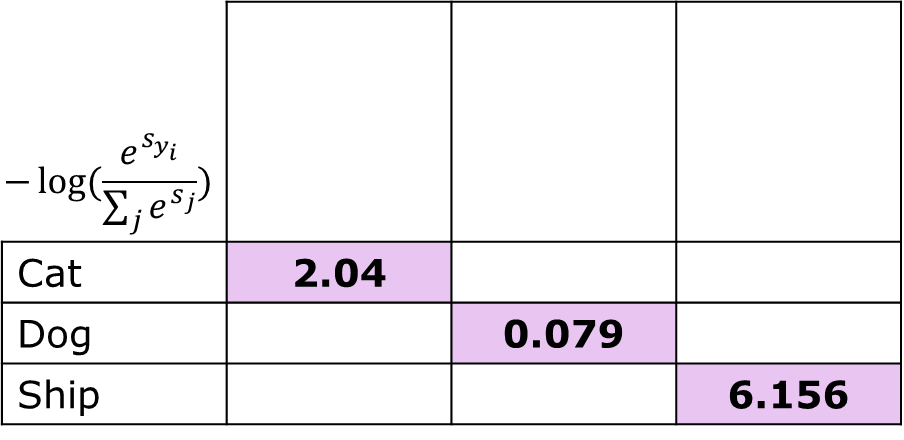 − log(e^{s_{y_i}} / ∑_j e^{s_j})
Cat 2.04
Dog 0.079
Ship 6.156